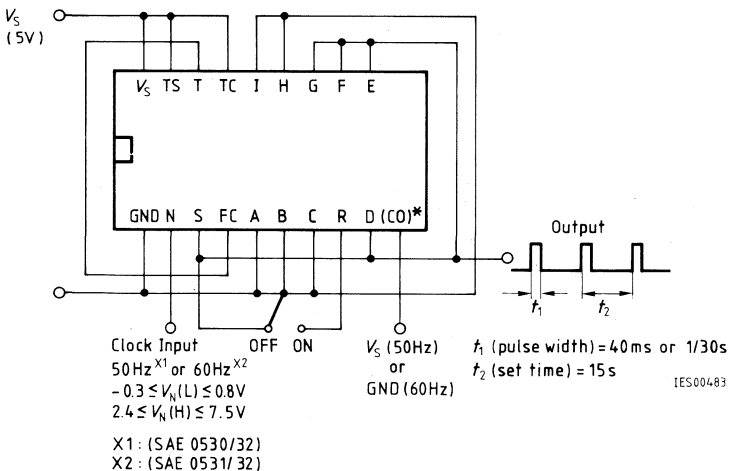 V_S
(5V)
V_S TS T TC I H G F E
GND N S FC A B C R D (CO)*
Output
t_1 t_2
OFF ON
Clock Input
50Hz^X1 or 60Hz^X2
-0.3 ≤ V_N(L) ≤ 0.8V
2.4 ≤ V_N(H) ≤ 7.5V
X1 : (SAE 0530/32)
X2 : (SAE 0531/32)
V_S (50Hz)
or
GND (60Hz)
t_1 (pulse width) = 40ms or 1/30s
t_2 (set time) = 15s
IES00483